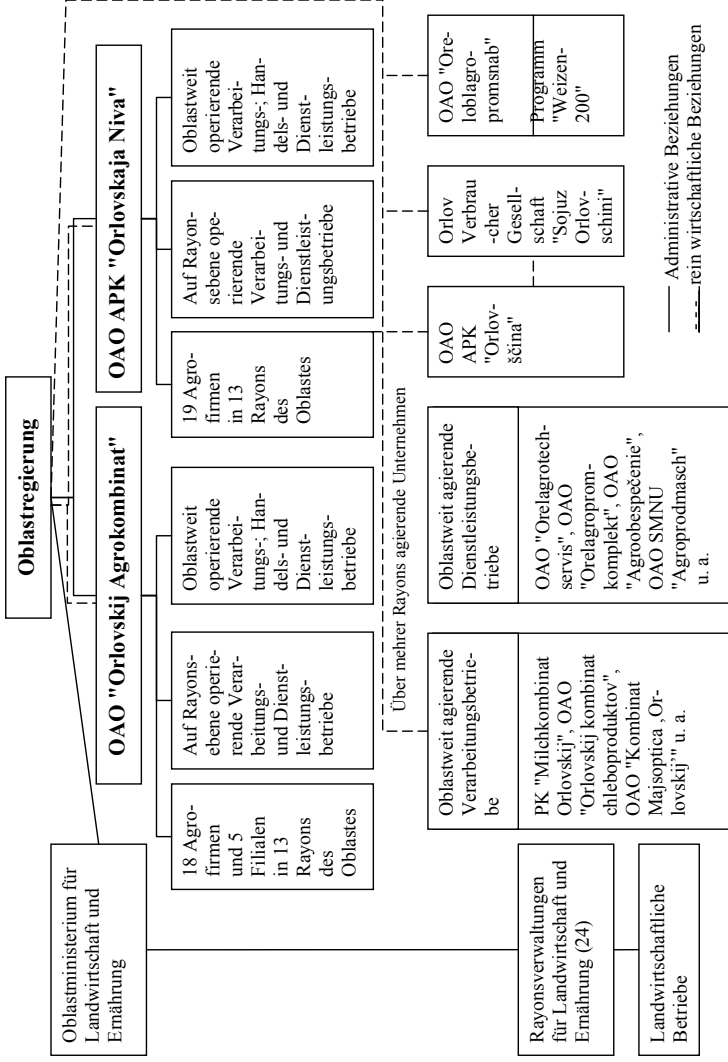 Oblastregierung
Oblastministerium für
Landwirtschaft und
Ernährung
OAO "Orlovskij Agrokombinat"
OAO APK "Orlovskaja Niva"
18 Agro-
firmen
und 5
Filialen
in 13
Rayons
des
Oblastes
Auf Rayons-
ebene operie-
rende Verar-
beitungs-
und Dienst-
leistungs-
betriebe
Oblastweit
operierende
Verarbei-
tungs-; Han-
dels- und
Dienst-
leistungs-
betriebe
19 Agro-
firmen
in 13
Rayons
des
Oblastes
Auf Rayon-
sebene ope-
rierende
Verarbei-
tungs- und
Dienstleist-
ungsbetriebe
Oblastweit
operierende
Verarbei-
tungs-; Han-
dels- und
Dienst-
leistungs-
betriebe
Über mehrer Rayons agierende Unternehmen
Rayonsverwaltungen
für Landwirtschaft und
Ernährung (24)
Landwirtschaftliche
Betriebe
Oblastweit agierende
Verarbeitungsbetrie-
be
PK "Milchkombinat
Orlovskij", OAO
"Orlovskij kombinat
chleboproduktov",
OAO "Kombinat
Majsoptica ‚Or-
lovskij'" u. a.
Oblastweit agierende
Dienstleistungsbe-
triebe
OAO "Orelagrotech-
servis", OAO
"Orelagroprom-
komplekt", OAO
"Agroobespečenie",
OAO SMNU
"Agroprodmasch"
u. a.
OAO
APK
"Orlov-
ščina"
Orlov
Verbrau
-cher
Gesell-
schaft
"Sojuz
Orlov-
schini"
OAO "Ore-
loblagro-
promsnab"
Programm
"Weizen-
200"
Administrative Beziehungen
rein wirtschaftliche Beziehungen